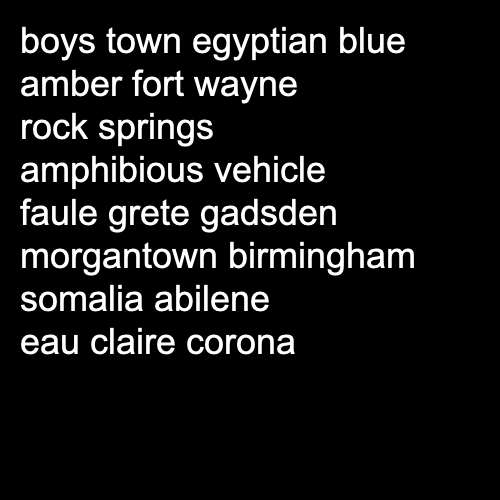 boys town egyptian blue
amber fort wayne
rock springs
amphibious vehicle
faule grete gadsden
morgantown birmingham
somalia abilene
eau claire corona